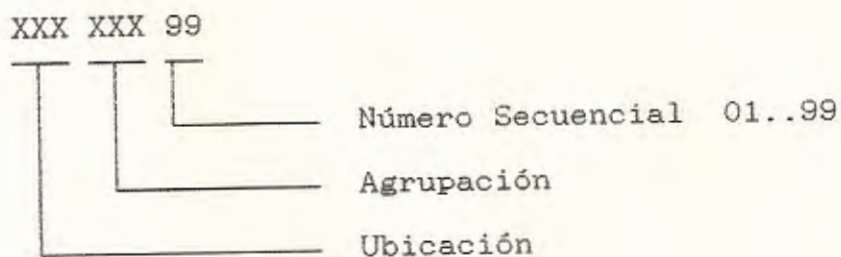 XXX XXX 99
Número Secuencial 01..99
Agrupación
Ubicación